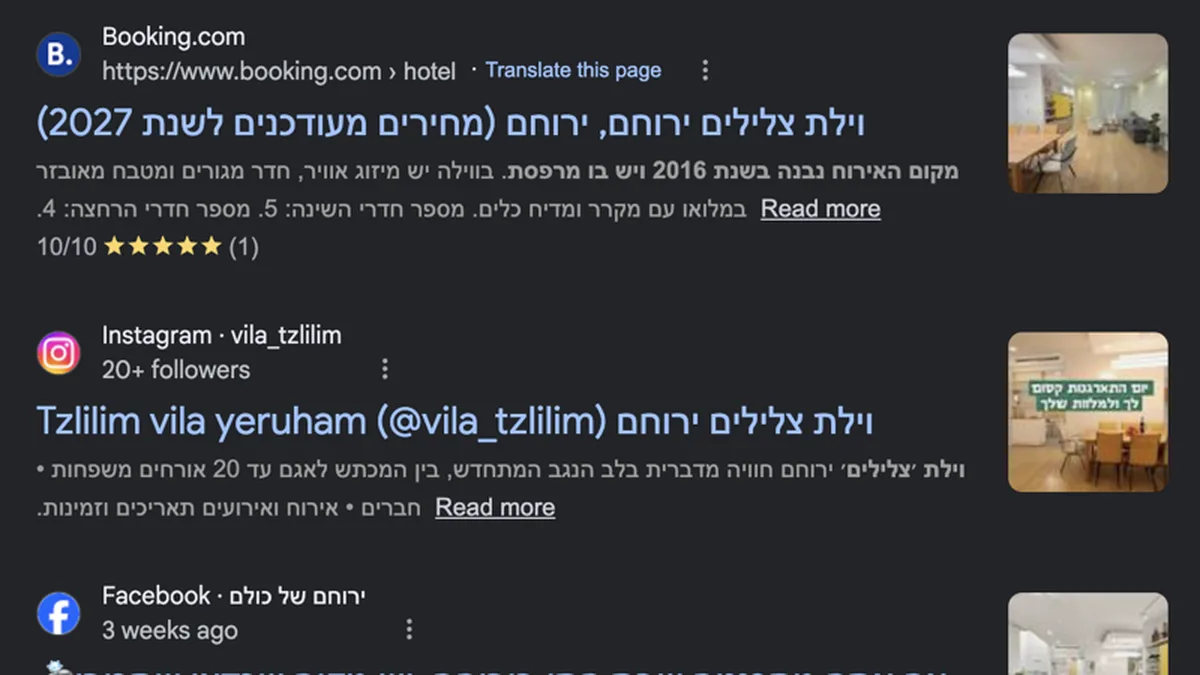 Booking.com
https://www.booking.com › hotel · Translate this page
וילת צלילים ירוחם, ירוחם (מחירים מעודכנים לשנת 2027)
מקום האירוח נבנה בשנת 2016 ויש בו מרפסת. בווילה יש מיזוג אוויר, חדר מגורים ומטבח מאובזר
במלואו עם מקרר ומדיח כלים. מספר חדרי השינה: 5. מספר חדרי הרחצה: 4. Read more
10/10 ★★★★★ (1)
Instagram · vila_tzlilim
20+ followers
Tzlilim vila yeruham (@vila_tzlilim) וילת צלילים ירוחם
וילת ׳צלילים׳ ירוחם חוויה מדברית בלב הנגב המתחדש, בין המכתש לאגם עד 20 אורחים משפחות •
חברים • אירוח ואירועים תאריכים וזמינות. Read more
יום התארגנות קסום
לך ולמלוות שלך
Facebook · ירוחם של כולם
3 weeks ago